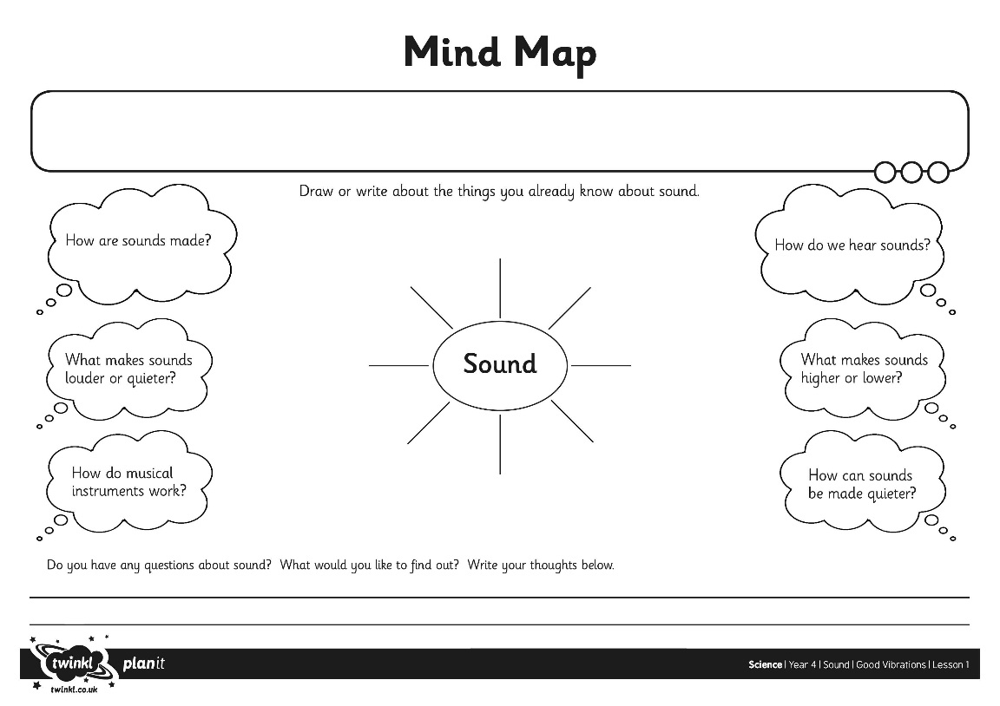 Mind Map
Draw or write about the things you already know about sound.
How are sounds made?
How do we hear sounds?
What makes sounds
louder or quieter?
Sound
What makes sounds
higher or lower?
How do musical
instruments work?
How can sounds
be made quieter?
Do you have any questions about sound? What would you like to find out? Write your thoughts below.
twinkl planit
twinkl.co.uk
Science | Year 4 | Sound | Good Vibrations | Lesson 1